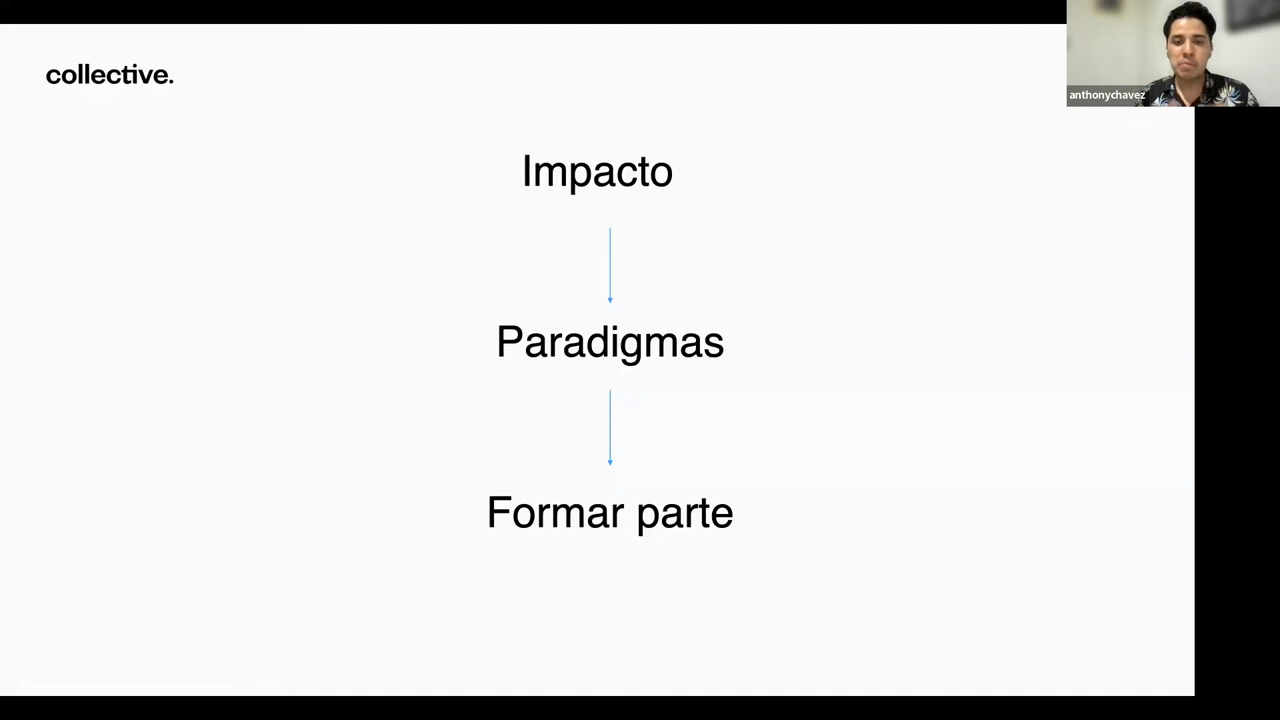 collective.
anthonychavez
Impacto
Paradigmas
Formar parte